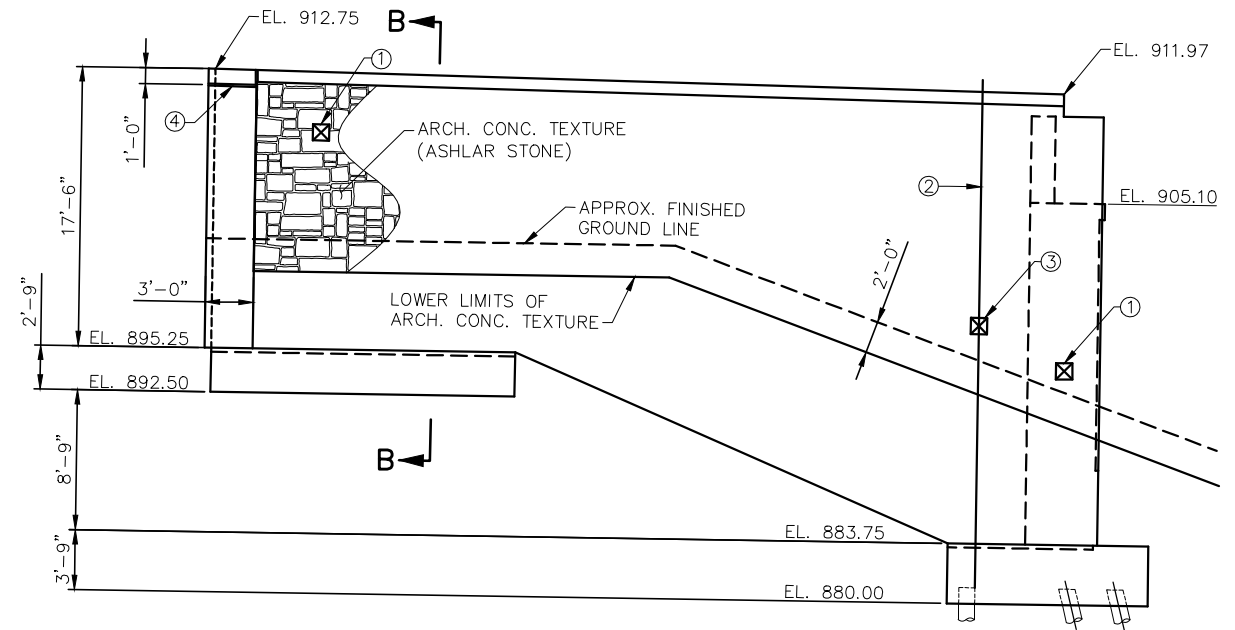 EL. 912.75
B
①
EL. 911.97
④
1'-0"
ARCH. CONC. TEXTURE
(ASHLAR STONE)
②
EL. 905.10
17'-6"
APPROX. FINISHED
GROUND LINE
2'-0"
③
3'-0"
LOWER LIMITS OF
ARCH. CONC. TEXTURE
①
2'-9"
EL. 895.25
EL. 892.50
B
8'-9"
EL. 883.75
3'-9"
EL. 880.00